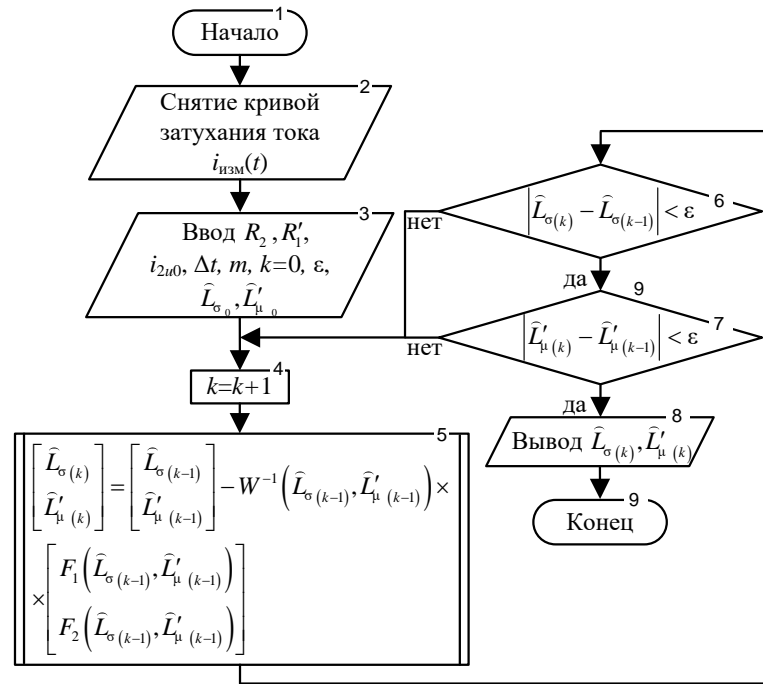 1
Начало
2
Снятие кривой
затухания тока
i_изм(t)
3
Ввод R_2, R′_1,
i_2и0, Δt, m, k=0, ε,
L̂_σ_0, L̂′_μ_0
4
k=k+1
5
[L̂_σ(k)] = [L̂_σ(k−1)] − W^−1(L̂_σ(k−1), L̂′_μ(k−1)) ×
[L̂′_μ(k)] [L̂′_μ(k−1)]
× [F_1(L̂_σ(k−1), L̂′_μ(k−1))]
[F_2(L̂_σ(k−1), L̂′_μ(k−1))]
6
|L̂_σ(k) − L̂_σ(k−1)| < ε
нет
да
9
7
|L̂′_μ(k) − L̂′_μ(k−1)| < ε
нет
да
8
Вывод L̂_σ(k), L̂′_μ(k)
9
Конец